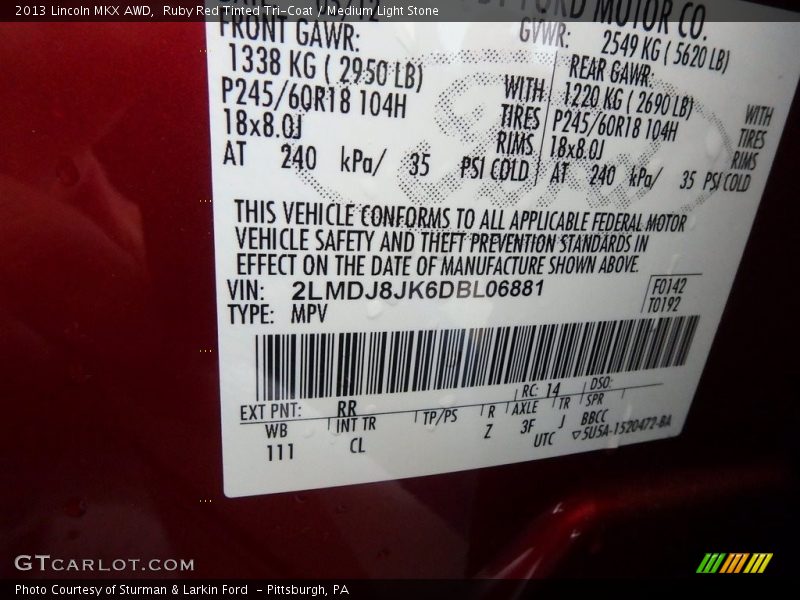 2013 Lincoln MKX AWD, Ruby Red Tinted Tri-Coat / Medium Light Stone
FORD MOTOR CO.
FRONT GAWR:
GVWR: 2549 KG ( 5620 LB)
1338 KG ( 2950 LB)
REAR GAWR:
P245/60R18 104H WITH
1220 KG ( 2690 LB) WITH
18x8.0J TIRES
P245/60R18 104H TIRES
RIMS
18x8.0J RIMS
AT 240 kPa/ 35 PSI COLD
AT 240 kPa/ 35 PSI COLD
THIS VEHICLE CONFORMS TO ALL APPLICABLE FEDERAL MOTOR
VEHICLE SAFETY AND THEFT PREVENTION STANDARDS IN
EFFECT ON THE DATE OF MANUFACTURE SHOWN ABOVE.
VIN: 2LMDJ8JK6DBL06881
F0142
TYPE: MPV
T0192
EXT PNT: RR RC: 14 DSO:
WB INT TR TP/PS R AXLE TR SPR
111 CL Z 3F J BBCC
UTC ▽5U5A-1520472-BA
GTCARLOT.COM
Photo Courtesy of Sturman & Larkin Ford - Pittsburgh, PA